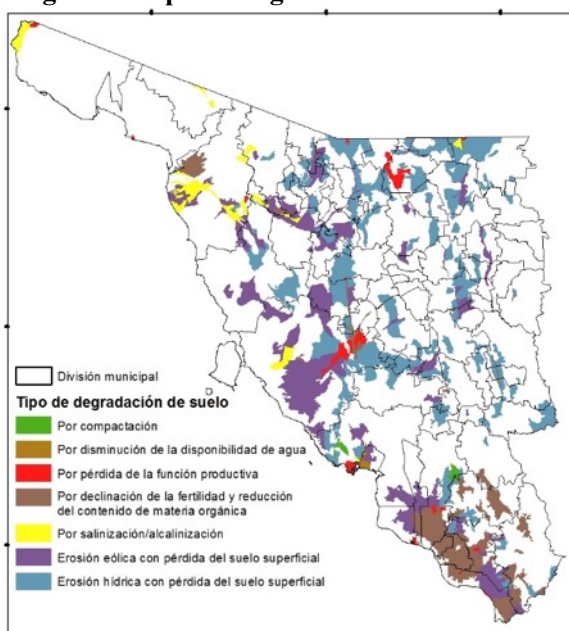 División municipal
Tipo de degradación de suelo
Por compactación
Por disminución de la disponibilidad de agua
Por pérdida de la función productiva
Por declinación de la fertilidad y reducción
del contenido de materia orgánica
Por salinización/alcalinización
Erosión eólica con pérdida del suelo superficial
Erosión hídrica con pérdida del suelo superficial